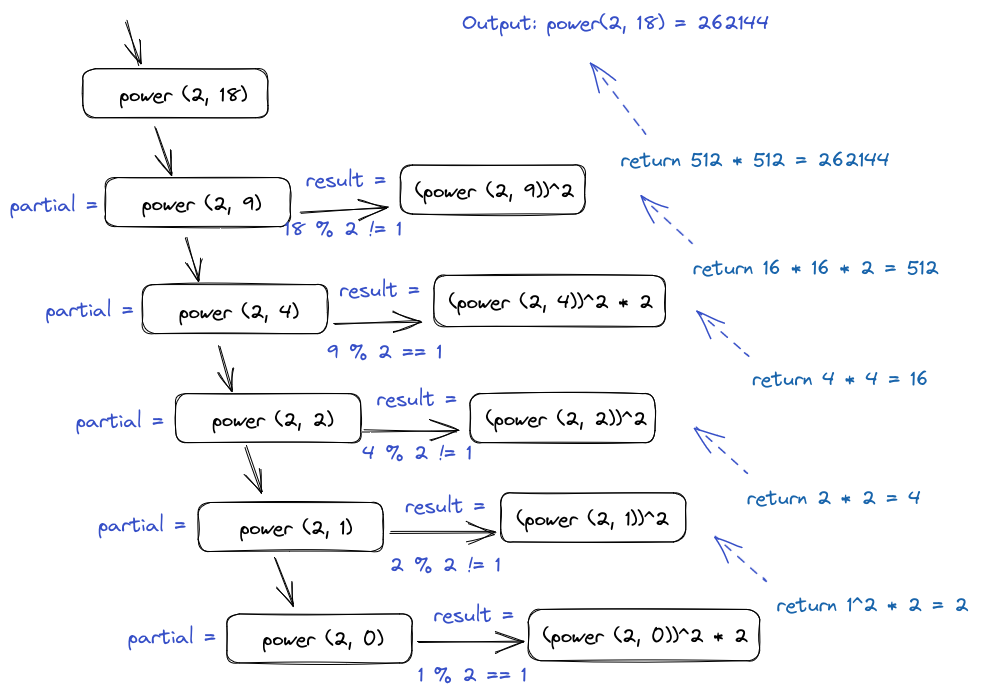 Output: power(2, 18) = 262144
power (2, 18)
return 512 * 512 = 262144
partial =
power (2, 9)
result =
(power (2, 9))^2
18 % 2 != 1
return 16 * 16 * 2 = 512
partial =
power (2, 4)
result =
(power (2, 4))^2 * 2
9 % 2 == 1
return 4 * 4 = 16
partial =
power (2, 2)
result =
(power (2, 2))^2
4 % 2 != 1
return 2 * 2 = 4
partial =
power (2, 1)
result =
(power (2, 1))^2
2 % 2 != 1
return 1^2 * 2 = 2
partial =
power (2, 0)
result =
(power (2, 0))^2 * 2
1 % 2 == 1